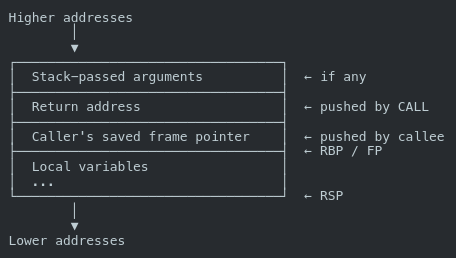 Higher addresses
Stack-passed arguments ← if any
Return address ← pushed by CALL
Caller's saved frame pointer ← pushed by callee
← RBP / FP
Local variables
...
← RSP
Lower addresses